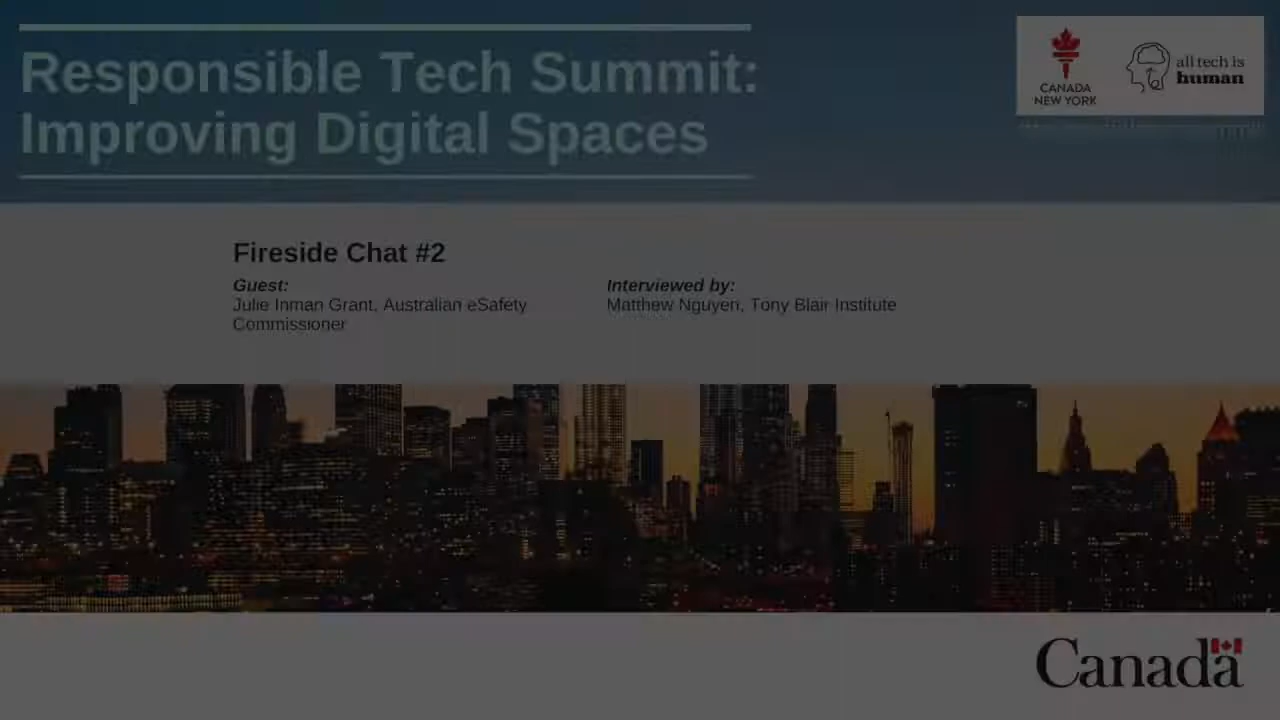 Responsible Tech Summit:
Improving Digital Spaces
CANADA
NEW YORK
all tech is
human
Fireside Chat #2
Guest:
Julie Inman Grant, Australian eSafety
Commissioner
Interviewed by:
Matthew Nguyen, Tony Blair Institute
Canada